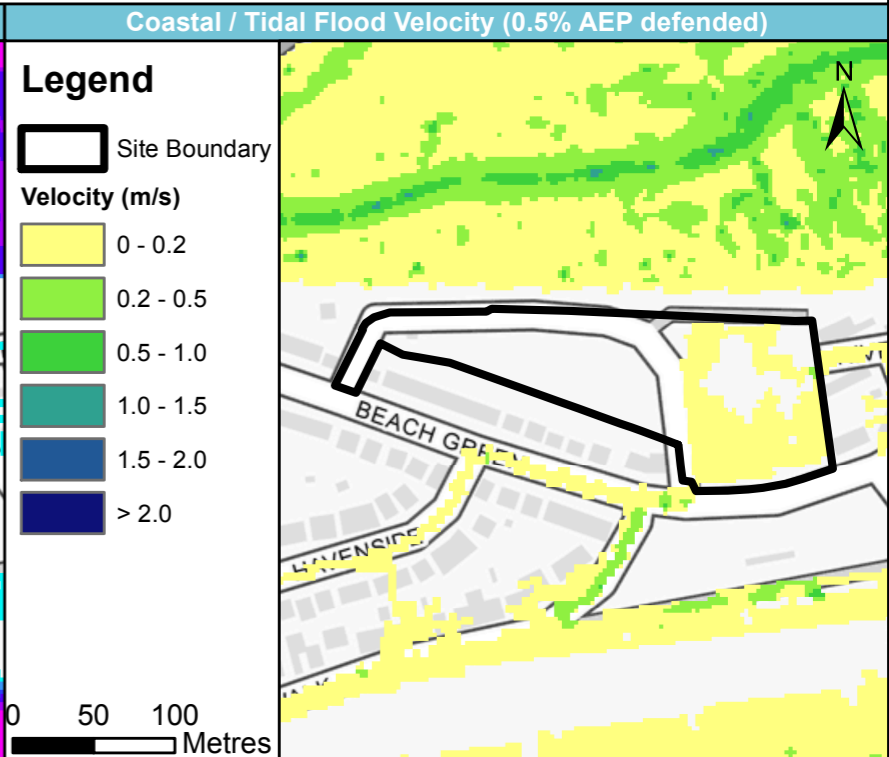 Coastal / Tidal Flood Velocity (0.5% AEP defended)
Legend
Site Boundary
Velocity (m/s)
0 - 0.2
0.2 - 0.5
0.5 - 1.0
1.0 - 1.5
1.5 - 2.0
> 2.0
0 50 100
Metres
N
BEACH GREEN
HAVENSIDE